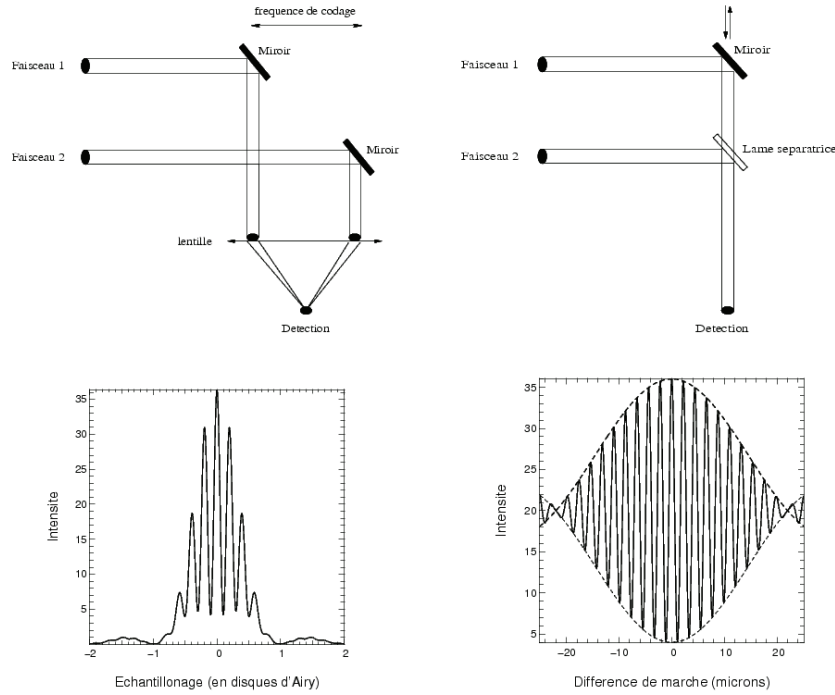 frequence de codage
Miroir
Faisceau 1
Faisceau 2
Miroir
lentille
Detection
Miroir
Faisceau 1
Faisceau 2
Lame separatrice
Detection
35
30
25
20
15
10
5
0
−2 −1 0 1 2
Intensite
Echantillonage (en disques d'Airy)
35
30
25
20
15
10
5
−20 −10 0 10 20
Intensite
Difference de marche (microns)